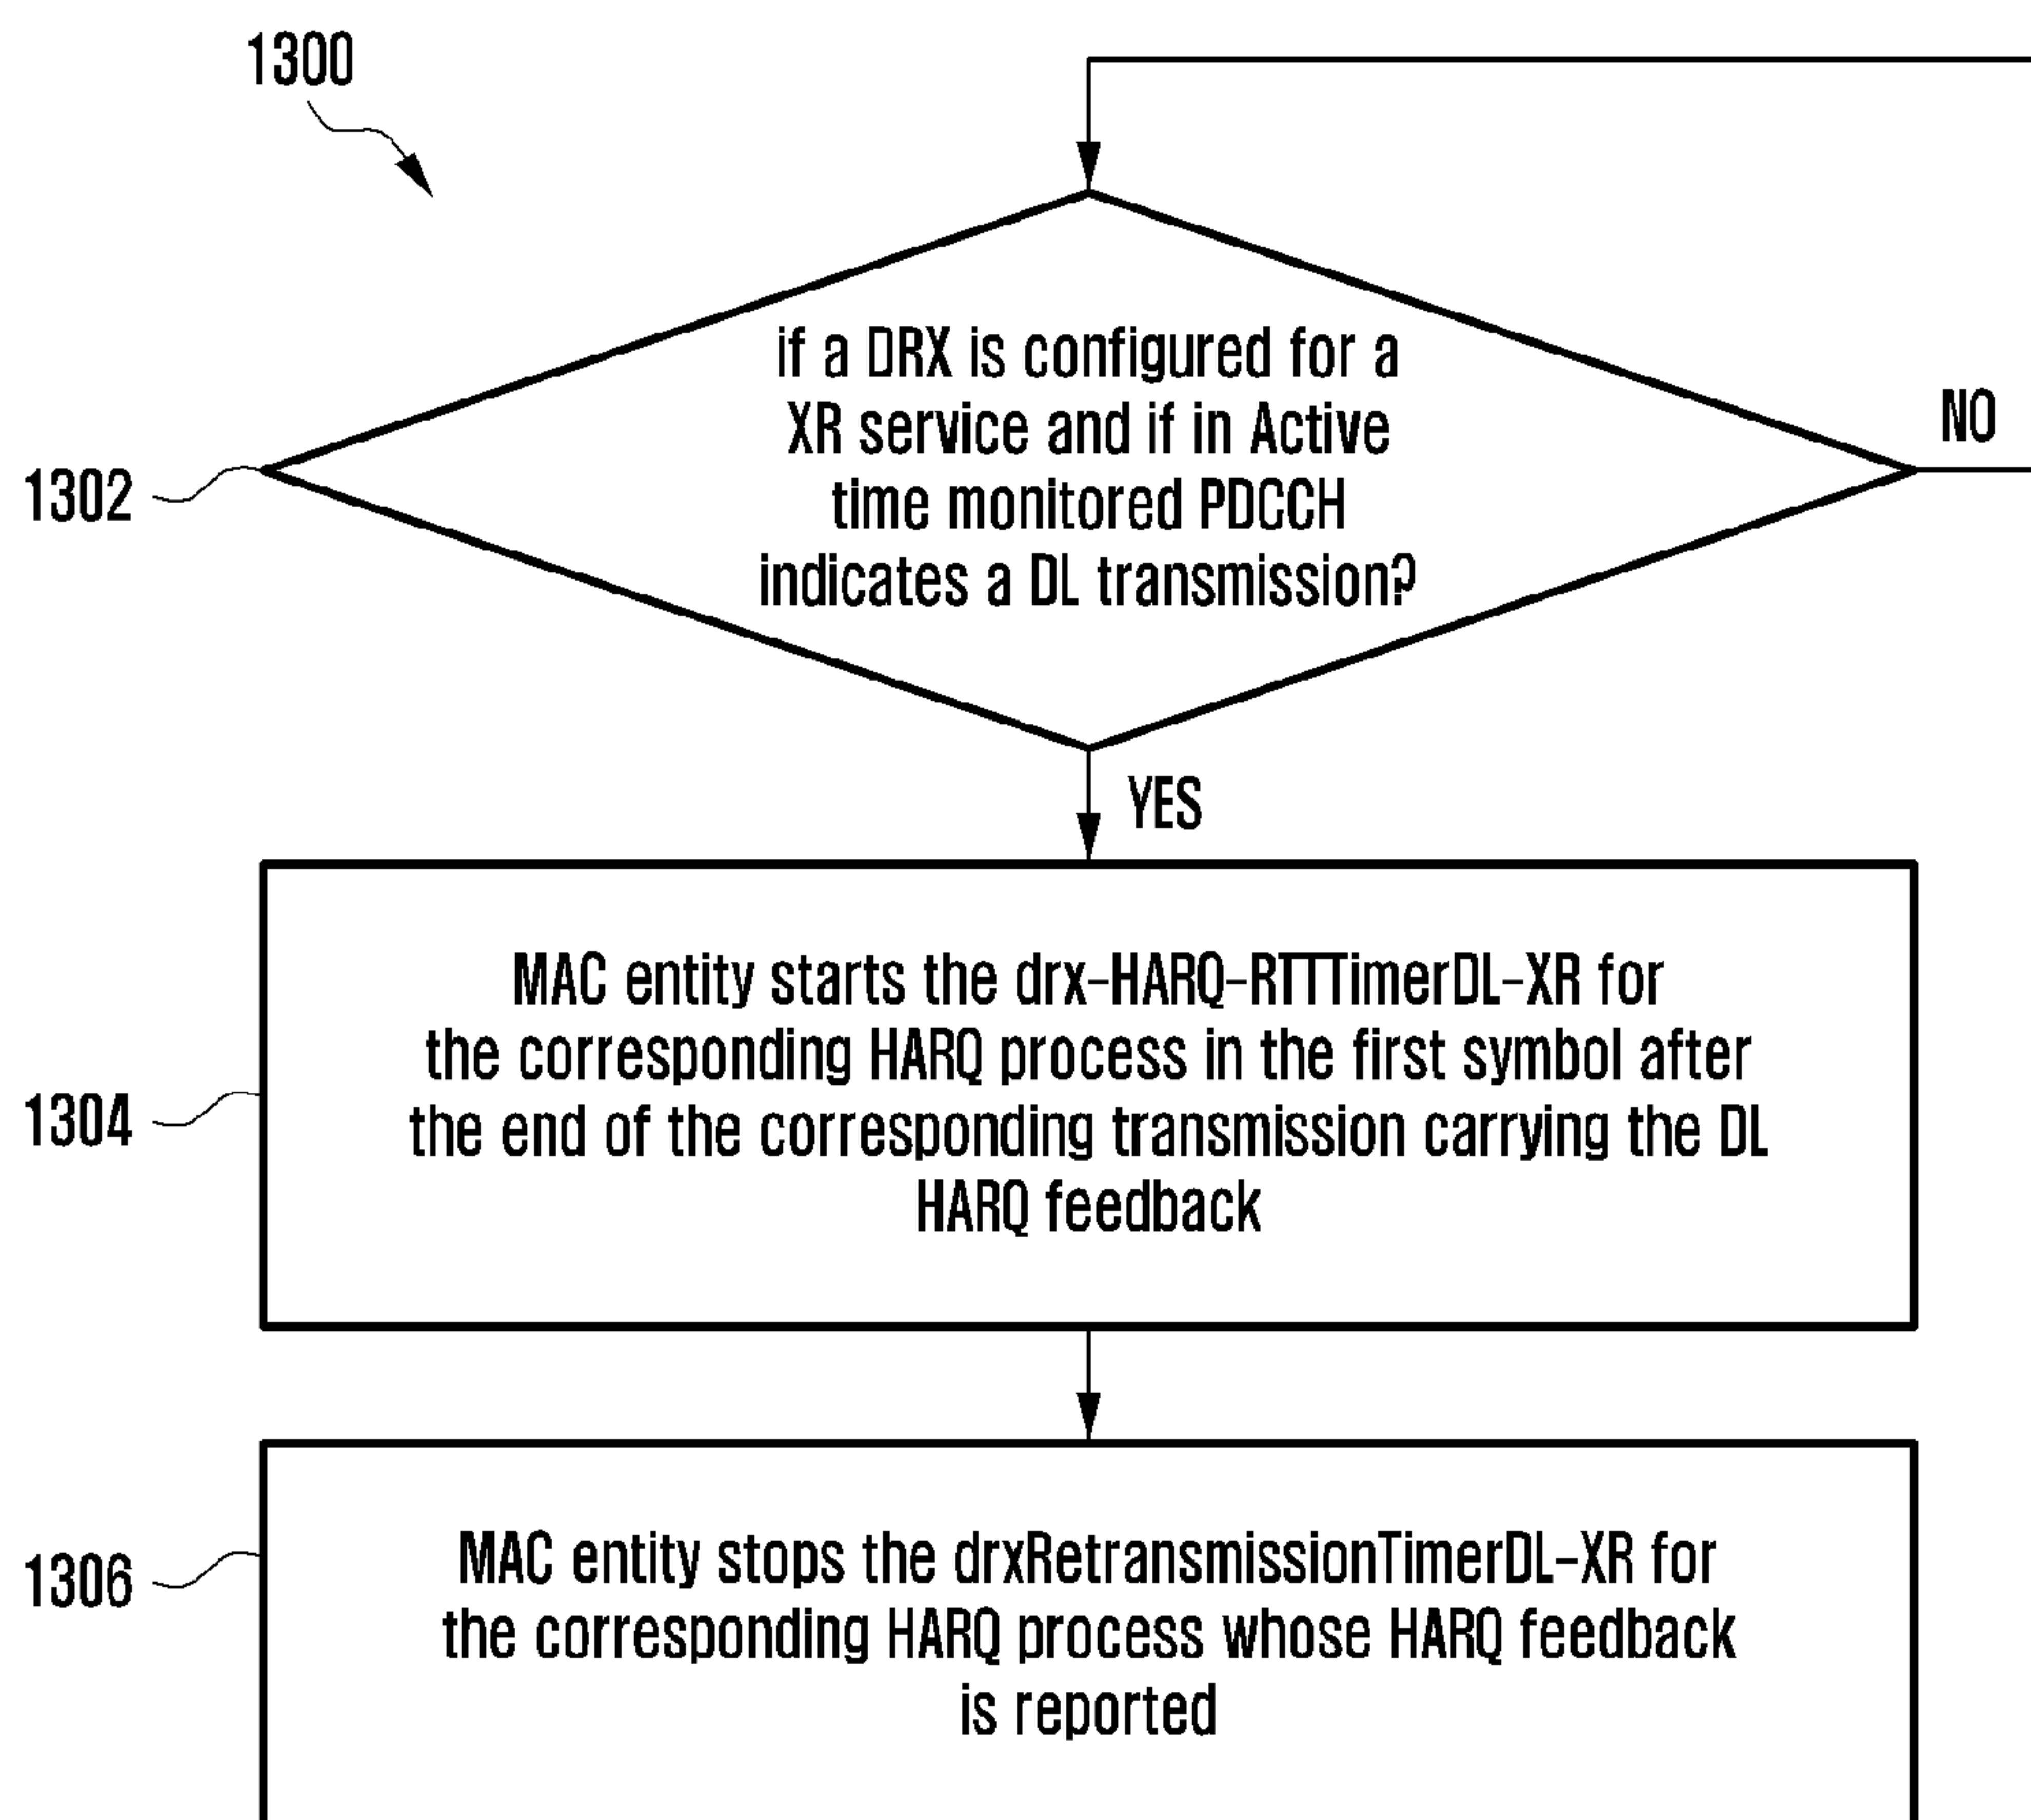 1300
if a DRX is configured for a
XR service and if in Active
time monitored PDCCH
indicates a DL transmission?
NO
1302
YES
MAC entity starts the drx-HARQ-RTTTimerDL-XR for
the corresponding HARQ process in the first symbol after
the end of the corresponding transmission carrying the DL
HARQ feedback
1304
MAC entity stops the drxRetransmissionTimerDL-XR for
the corresponding HARQ process whose HARQ feedback
is reported
1306